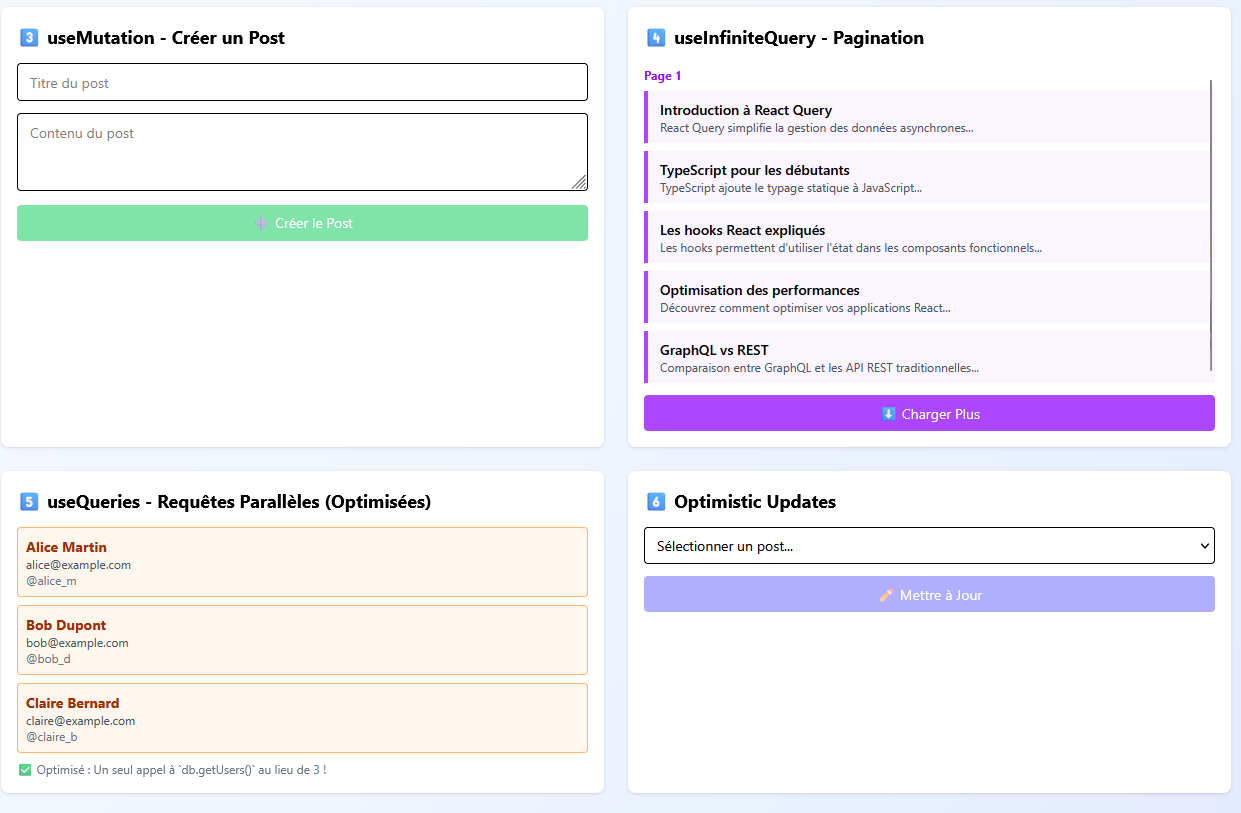 3 useMutation - Créer un Post
Titre du post
Contenu du post
➕ Créer le Post
4 useInfiniteQuery - Pagination
Page 1
Introduction à React Query
React Query simplifie la gestion des données asynchrones...
TypeScript pour les débutants
TypeScript ajoute le typage statique à JavaScript...
Les hooks React expliqués
Les hooks permettent d'utiliser l'état dans les composants fonctionnels...
Optimisation des performances
Découvrez comment optimiser vos applications React...
GraphQL vs REST
Comparaison entre GraphQL et les API REST traditionnelles...
⬇️ Charger Plus
5 useQueries - Requêtes Parallèles (Optimisées)
Alice Martin
alice@example.com
@alice_m
Bob Dupont
bob@example.com
@bob_d
Claire Bernard
claire@example.com
@claire_b
✅ Optimisé : Un seul appel à `db.getUsers()` au lieu de 3 !
6 Optimistic Updates
Sélectionner un post...
✏️ Mettre à Jour